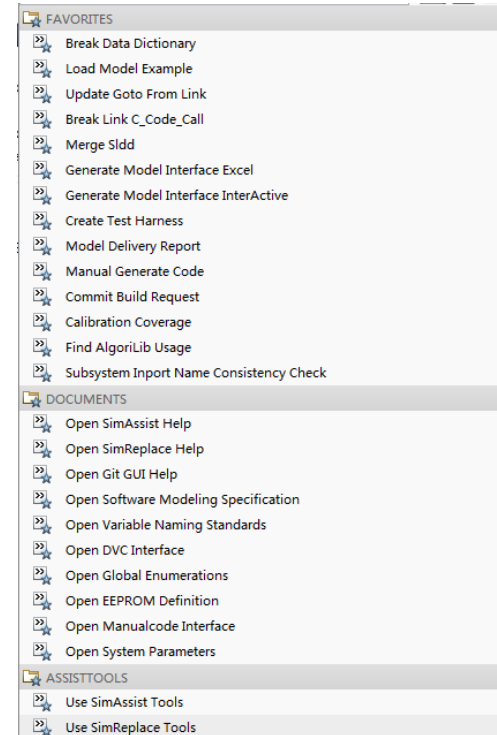 FAVORITES
Break Data Dictionary
Load Model Example
Update Goto From Link
Break Link C_Code_Call
Merge Sldd
Generate Model Interface Excel
Generate Model Interface InterActive
Create Test Harness
Model Delivery Report
Manual Generate Code
Commit Build Request
Calibration Coverage
Find AlgoriLib Usage
Subsystem Inport Name Consistency Check
DOCUMENTS
Open SimAssist Help
Open SimReplace Help
Open Git GUI Help
Open Software Modeling Specification
Open Variable Naming Standards
Open DVC Interface
Open Global Enumerations
Open EEPROM Definition
Open Manualcode Interface
Open System Parameters
ASSISTTOOLS
Use SimAssist Tools
Use SimReplace Tools